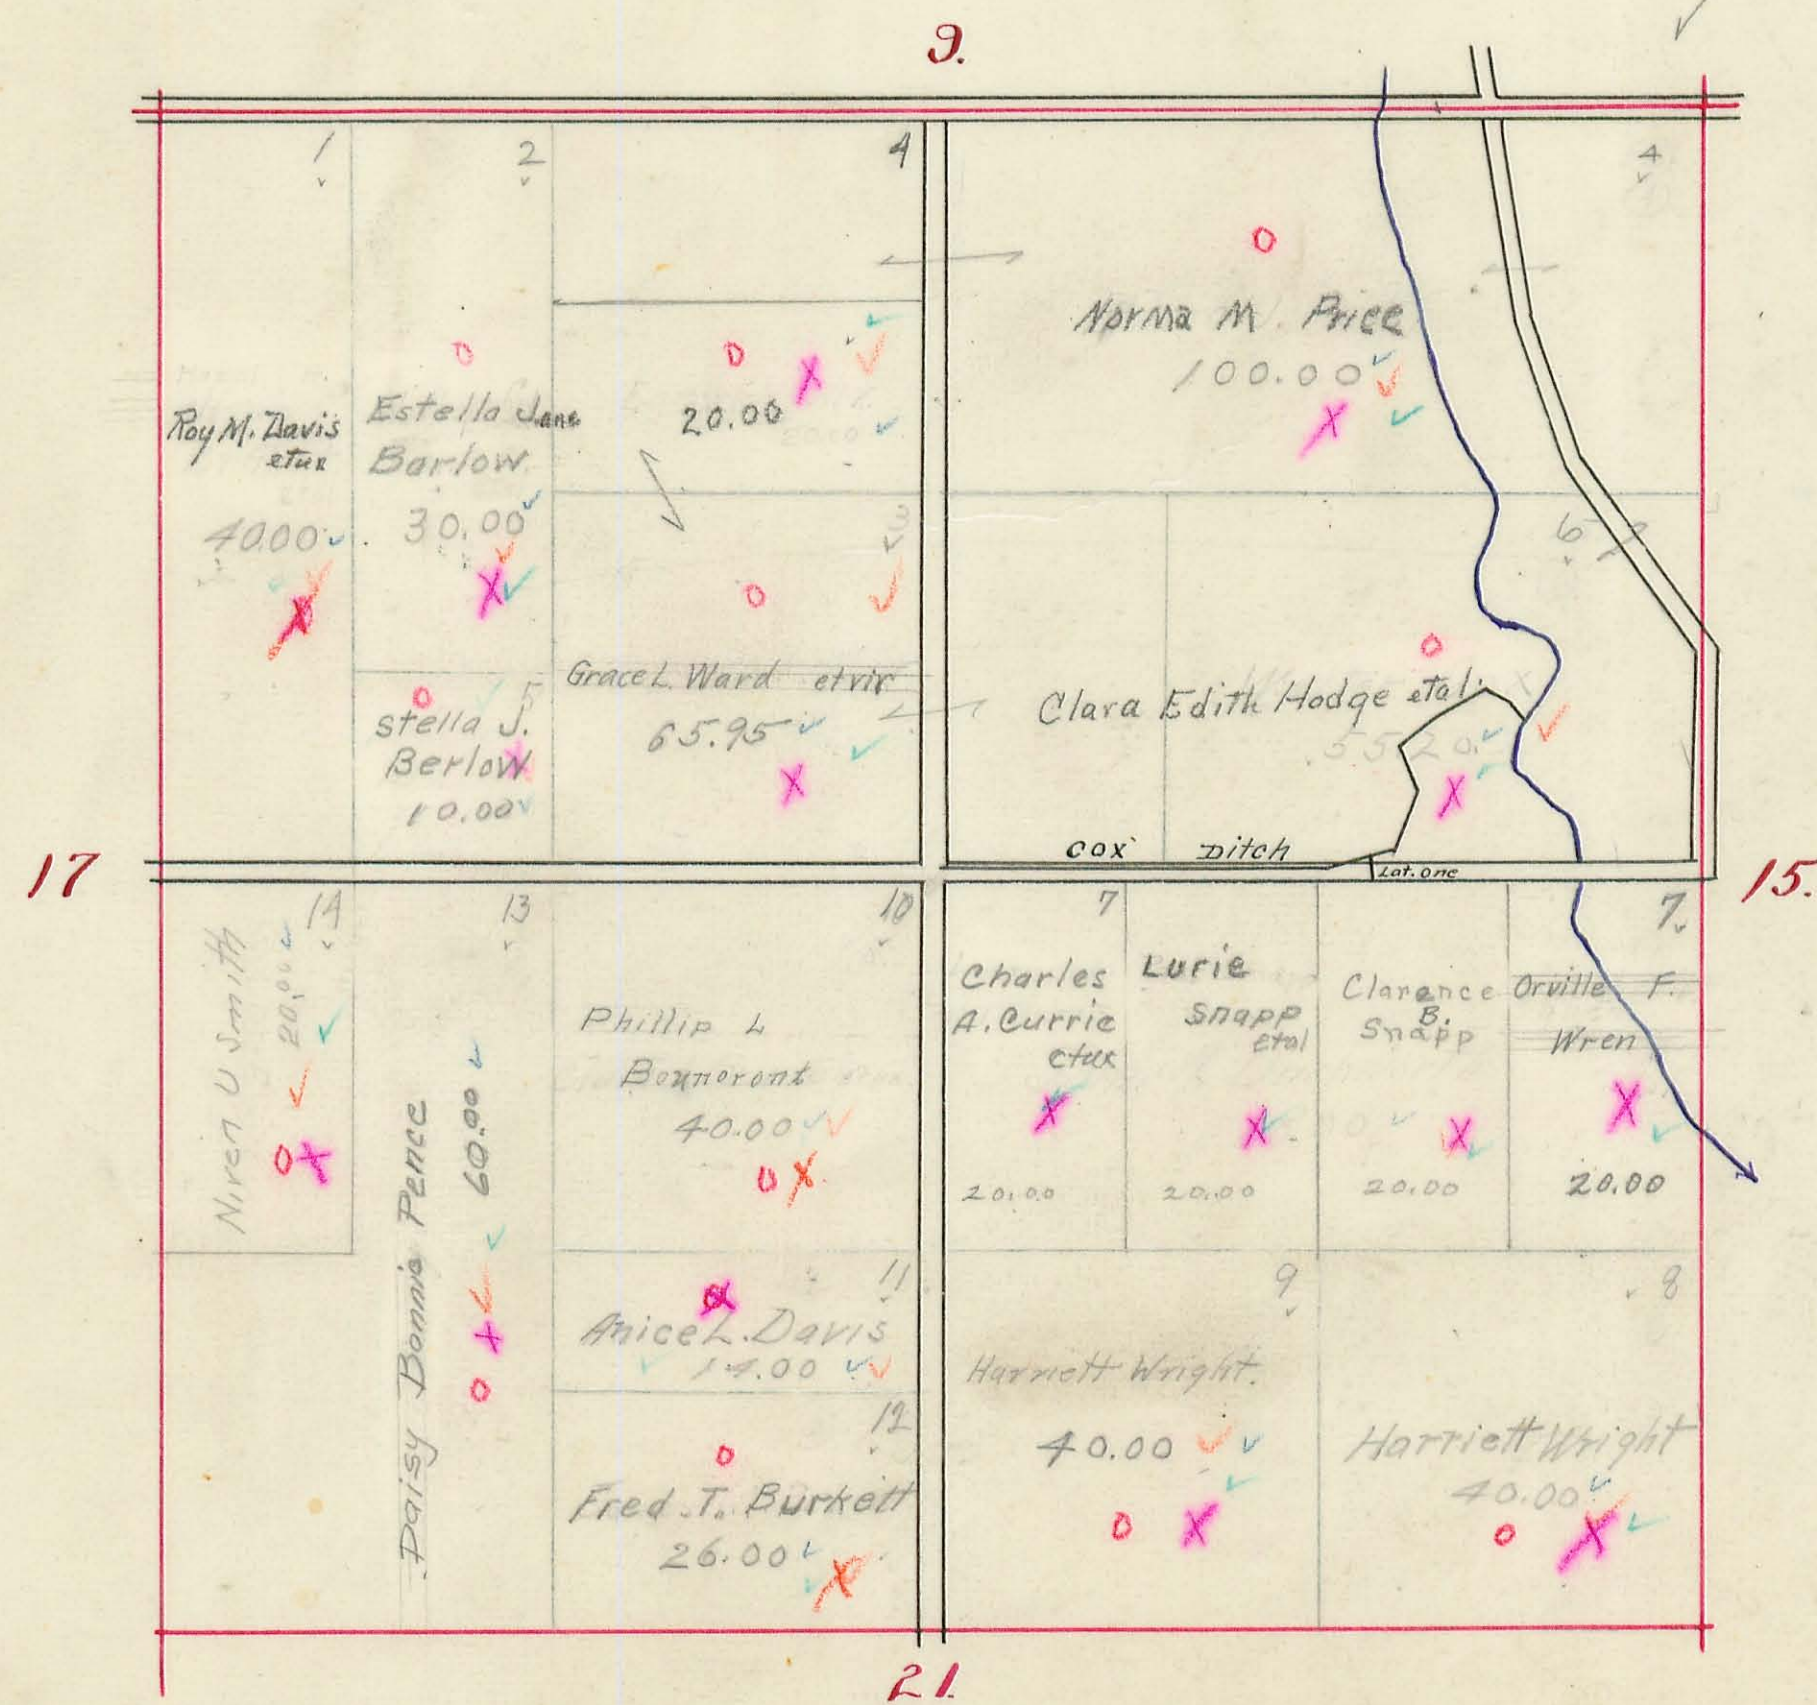 9.
1
2
4
4
Roy M. Davis
etux
40.00
Estella Jane
Barlow
30.00
20.00
Norma M. Price
100.00
5
Stella J.
Berlow
10.00
3
Grace L. Ward etvir
65.95
6
Clara Edith Hodge etal.
55.20
Cox Ditch
Lat. One
17
15.
14
Niren U Smith
20.00
13
Daisy Bonnie Pence
60.00
10
Phillip L
40.00
7
Charles
A. Currie
etux
20.00
Lurie
Snapp
etal
20.00
Clarence
B.
Snapp
20.00
7.
Orville F.
Wren
20.00
11
Anice L. Davis
14.00
12
Fred T. Burkett
26.00
9
Harriett Wright.
40.00
8
Harriett Wright
40.00
21.